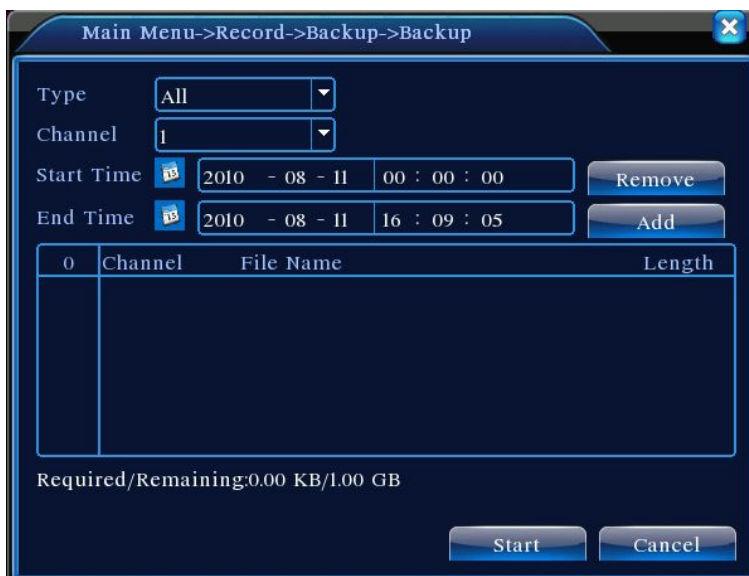 Main Menu->Record->Backup->Backup
Type All
Channel 1
Start Time 15 2010 - 08 - 11 00 : 00 : 00 Remove
End Time 15 2010 - 08 - 11 16 : 09 : 05 Add
0 Channel File Name Length
Required/Remaining:0.00 KB/1.00 GB
Start Cancel